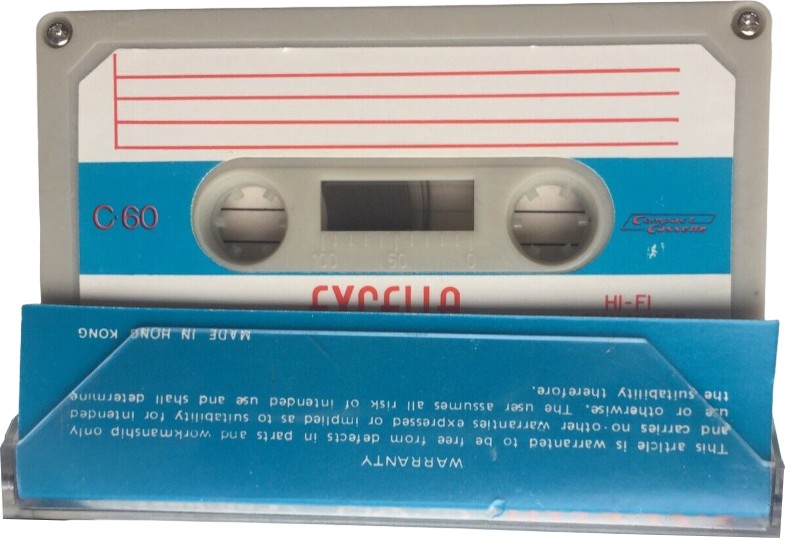 C·60
Compact
Cassette
100 50 0
EXCELLA
HI-FI
WARRANTY
This article is warranted to be free from defects in parts and workmanship only
and carries no other warranties expressed or implied as to suitability for intended
use or otherwise. The user assumes all risk of intended use and shall determine
the suitability therefore.
MADE IN HONG KONG